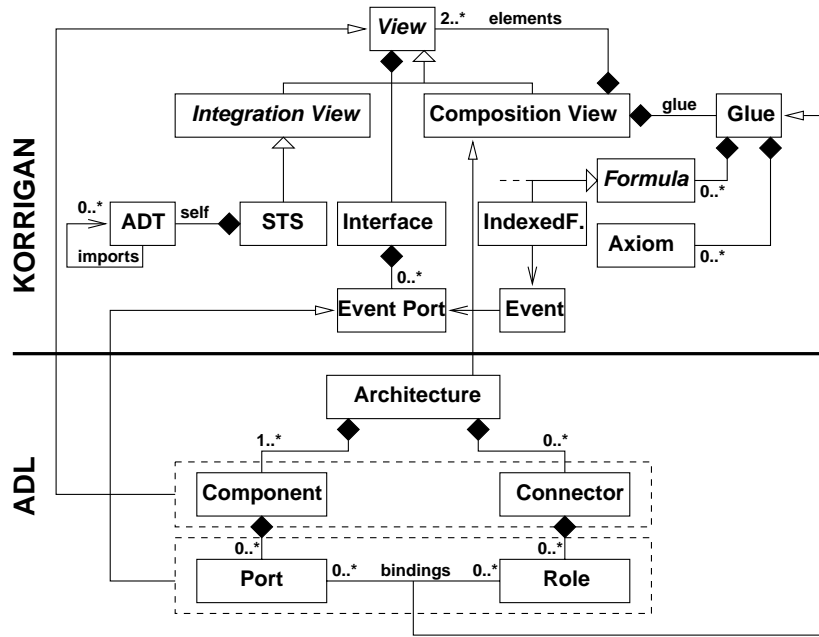 View
2..*
elements
Integration View
Composition View
glue
Glue
KORRIGAN
0..*
ADT
self
STS
Interface
IndexedF.
Formula
0..*
Axiom
0..*
imports
0..*
Event Port
Event
ADL
Architecture
1..*
0..*
Component
Connector
0..*
0..*
Port
0..*
bindings
0..*
Role